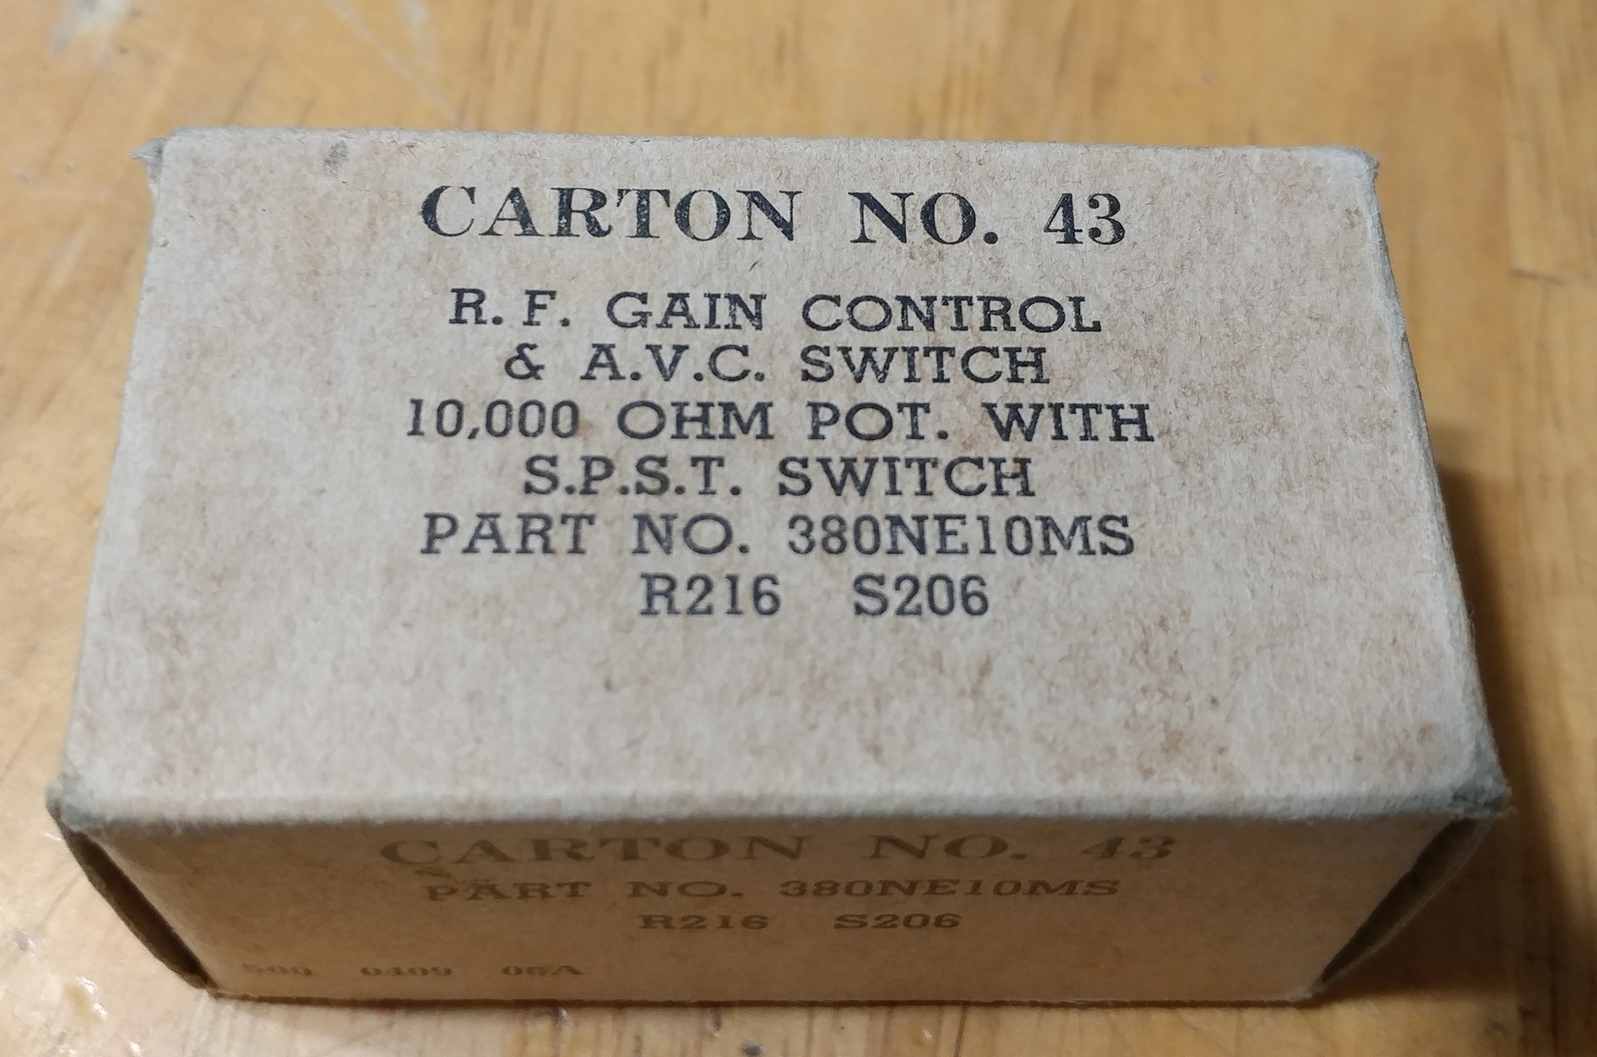 CARTON NO. 43
R. F. GAIN CONTROL
& A.V.C. SWITCH
10,000 OHM POT. WITH
S.P.S.T. SWITCH
PART NO. 380NE10MS
R216 S206
CARTON NO. 43
PART NO. 380NE10MS
R216 S206